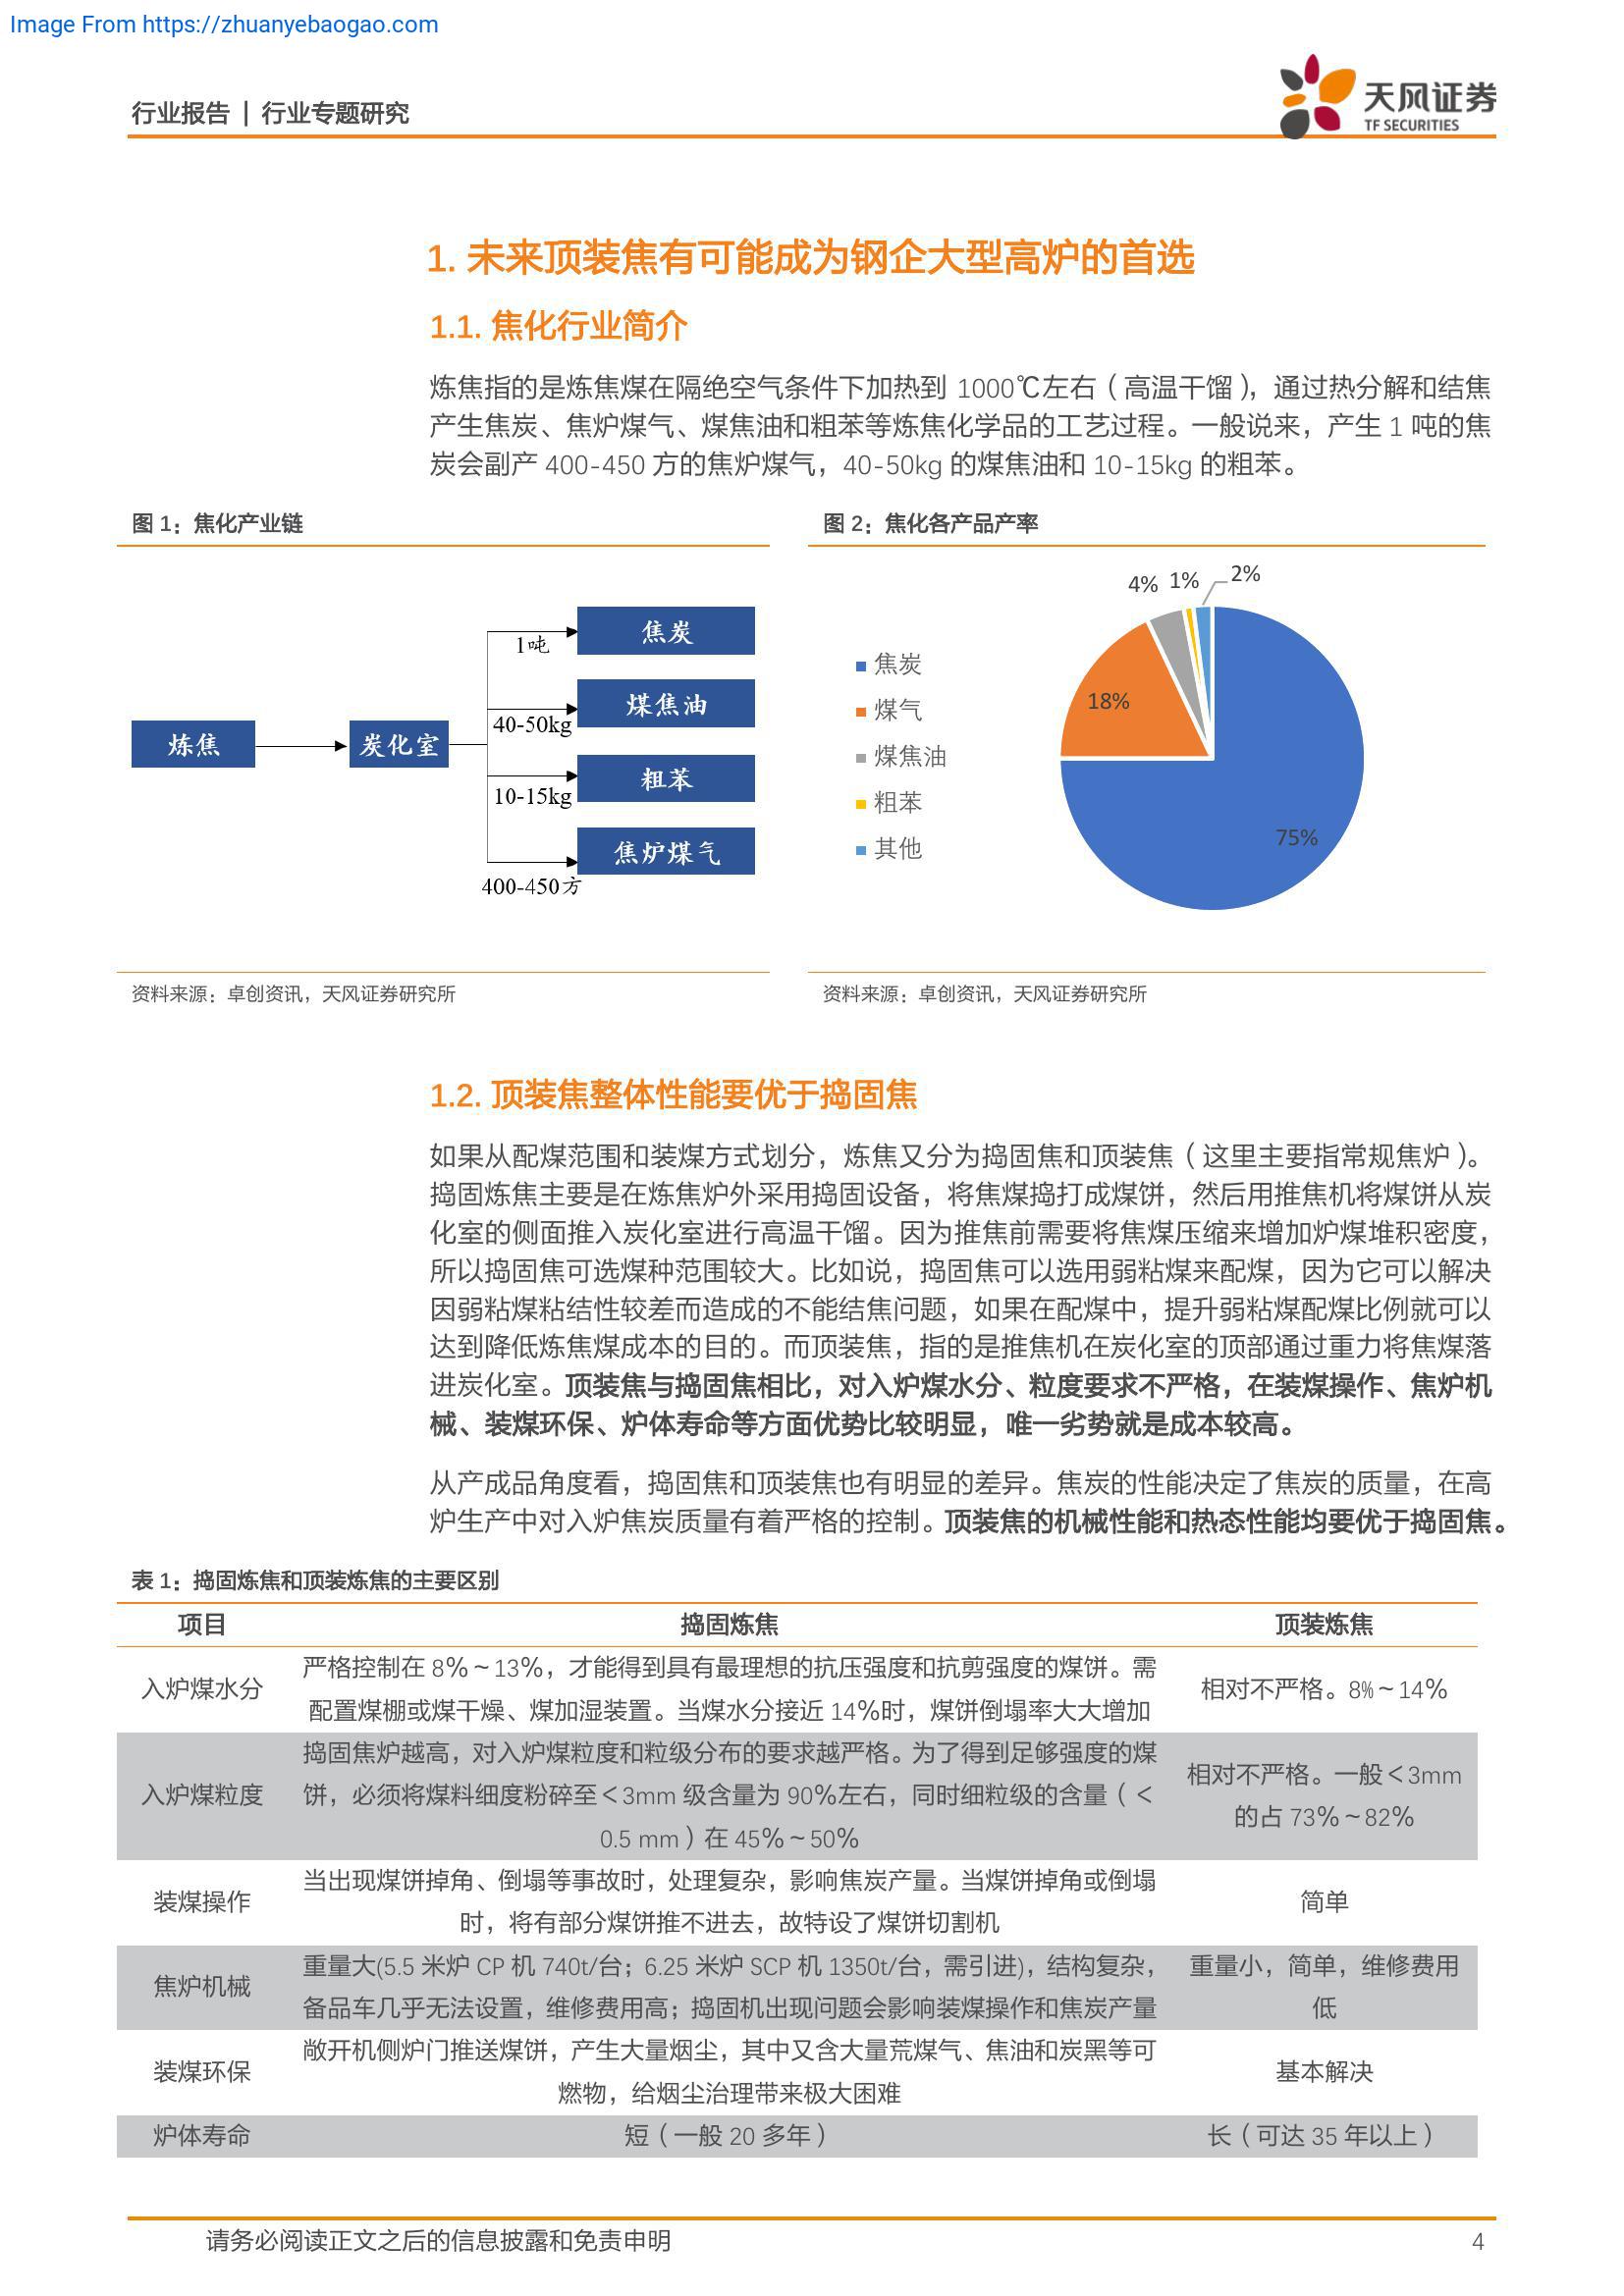 Image From https://zhuanyebaogao.com
行业报告 | 行业专题研究
天风证券
TF SECURITIES
1. 未来顶装焦有可能成为钢企大型高炉的首选
1.1. 焦化行业简介
炼焦指的是炼焦煤在隔绝空气条件下加热到 1000℃左右（高温干馏），通过热分解和结焦
产生焦炭、焦炉煤气、煤焦油和粗苯等炼焦化学品的工艺过程。一般说来，产生 1 吨的焦
炭会副产 400-450 方的焦炉煤气，40-50kg 的煤焦油和 10-15kg 的粗苯。
图 1：焦化产业链
炼焦
炭化室
1吨
焦炭
40-50kg
煤焦油
10-15kg
粗苯
400-450方
焦炉煤气
资料来源：卓创资讯，天风证券研究所
图 2：焦化各产品产率
焦炭
煤气
煤焦油
粗苯
其他
4%
1%
2%
18%
75%
资料来源：卓创资讯，天风证券研究所
1.2. 顶装焦整体性能要优于捣固焦
如果从配煤范围和装煤方式划分，炼焦又分为捣固焦和顶装焦（这里主要指常规焦炉）。
捣固炼焦主要是在炼焦炉外采用捣固设备，将焦煤捣打成煤饼，然后用推焦机将煤饼从炭
化室的侧面推入炭化室进行高温干馏。因为推焦前需要将焦煤压缩来增加炉煤堆积密度，
所以捣固焦可选煤种范围较大。比如说，捣固焦可以选用弱粘煤来配煤，因为它可以解决
因弱粘煤粘结性较差而造成的不能结焦问题，如果在配煤中，提升弱粘煤配煤比例就可以
达到降低炼焦煤成本的目的。而顶装焦，指的是推焦机在炭化室的顶部通过重力将焦煤落
进炭化室。顶装焦与捣固焦相比，对入炉煤水分、粒度要求不严格，在装煤操作、焦炉机
械、装煤环保、炉体寿命等方面优势比较明显，唯一劣势就是成本较高。
从产成品角度看，捣固焦和顶装焦也有明显的差异。焦炭的性能决定了焦炭的质量，在高
炉生产中对入炉焦炭质量有着严格的控制。顶装焦的机械性能和热态性能均要优于捣固焦。
表 1：捣固炼焦和顶装炼焦的主要区别
项目
捣固炼焦
顶装炼焦
入炉煤水分
严格控制在 8%～13%，才能得到具有最理想的抗压强度和抗剪强度的煤饼。需
配置煤棚或煤干燥、煤加湿装置。当煤水分接近 14%时，煤饼倒塌率大大增加
相对不严格。8%～14%
入炉煤粒度
捣固焦炉越高，对入炉煤粒度和粒级分布的要求越严格。为了得到足够强度的煤
饼，必须将煤料细度粉碎至＜3mm 级含量为 90%左右，同时细粒级的含量（＜
0.5 mm）在 45%～50%
相对不严格。一般＜3mm
的占 73%～82%
装煤操作
当出现煤饼掉角、倒塌等事故时，处理复杂，影响焦炭产量。当煤饼掉角或倒塌
时，将有部分煤饼推不进去，故特设了煤饼切割机
简单
焦炉机械
重量大(5.5 米炉 CP 机 740t/台；6.25 米炉 SCP 机 1350t/台，需引进)，结构复杂，
备品车几乎无法设置，维修费用高；捣固机出现问题会影响装煤操作和焦炭产量
重量小，简单，维修费用
低
装煤环保
敞开机侧炉门推送煤饼，产生大量烟尘，其中又含大量荒煤气、焦油和炭黑等可
燃物，给烟尘治理带来极大困难
基本解决
炉体寿命
短（一般 20 多年）
长（可达 35 年以上）
请务必阅读正文之后的信息披露和免责申明
4